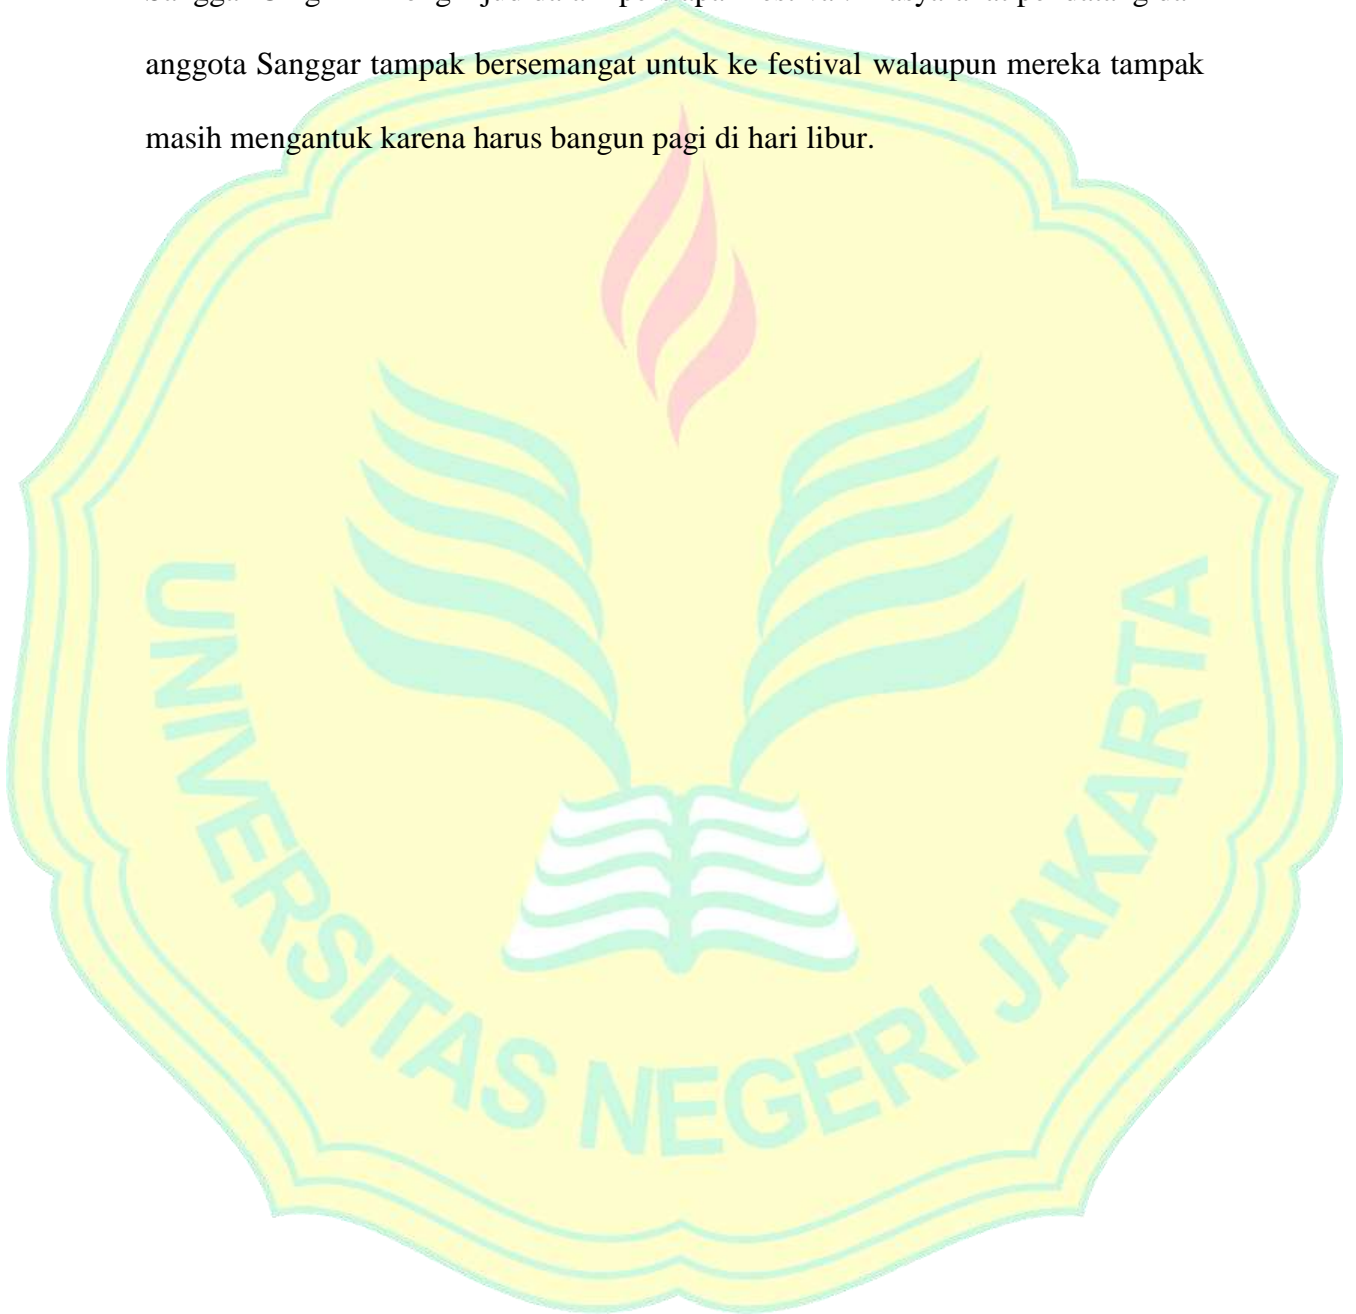 anggota Sanggar tampak bersemangat untuk ke festival walaupun mereka tampak
masih mengantuk karena harus bangun pagi di hari libur.
UNIVERSITAS NEGERI JAKARTA